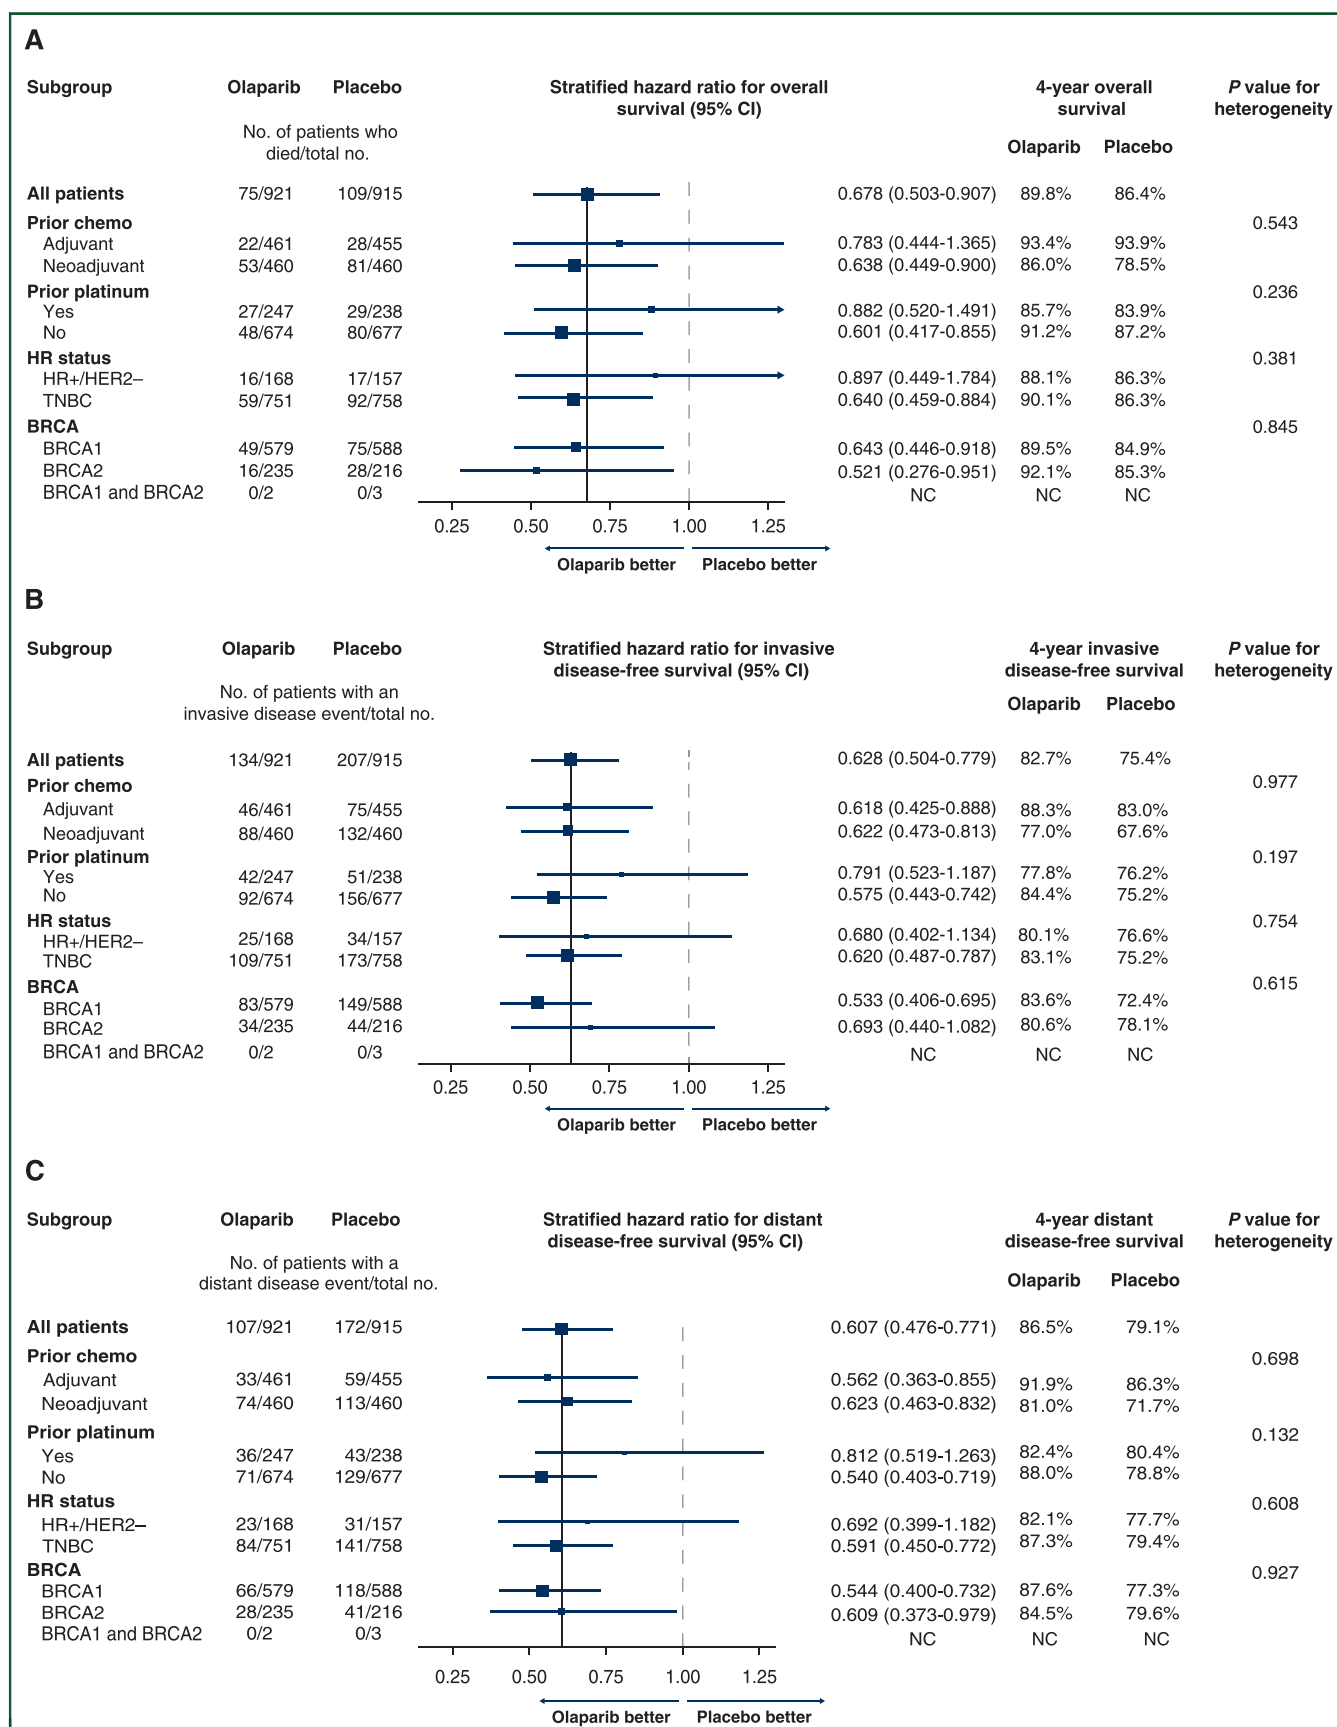 A
Subgroup Olaparib Placebo Stratified hazard ratio for overall 4-year overall P value for
survival (95% CI) survival heterogeneity
No. of patients who
died/total no.
Olaparib Placebo
All patients 75/921 109/915 0.678 (0.503-0.907) 89.8% 86.4%
Prior chemo 0.543
Adjuvant 22/461 28/455 0.783 (0.444-1.365) 93.4% 93.9%
Neoadjuvant 53/460 81/460 0.638 (0.449-0.900) 86.0% 78.5%
Prior platinum 0.236
Yes 27/247 29/238 0.882 (0.520-1.491) 85.7% 83.9%
No 48/674 80/677 0.601 (0.417-0.855) 91.2% 87.2%
HR status 0.381
HR+/HER2– 16/168 17/157 0.897 (0.449-1.784) 88.1% 86.3%
TNBC 59/751 92/758 0.640 (0.459-0.884) 90.1% 86.3%
BRCA 0.845
BRCA1 49/579 75/588 0.643 (0.446-0.918) 89.5% 84.9%
BRCA2 16/235 28/216 0.521 (0.276-0.951) 92.1% 85.3%
BRCA1 and BRCA2 0/2 0/3 NC NC NC
0.25 0.50 0.75 1.00 1.25
Olaparib better Placebo better
B
Subgroup Olaparib Placebo Stratified hazard ratio for invasive 4-year invasive P value for
disease-free survival (95% CI) disease-free survival heterogeneity
No. of patients with an
invasive disease event/total no.
Olaparib Placebo
All patients 134/921 207/915 0.628 (0.504-0.779) 82.7% 75.4%
Prior chemo 0.977
Adjuvant 46/461 75/455 0.618 (0.425-0.888) 88.3% 83.0%
Neoadjuvant 88/460 132/460 0.622 (0.473-0.813) 77.0% 67.6%
Prior platinum 0.197
Yes 42/247 51/238 0.791 (0.523-1.187) 77.8% 76.2%
No 92/674 156/677 0.575 (0.443-0.742) 84.4% 75.2%
HR status 0.754
HR+/HER2– 25/168 34/157 0.680 (0.402-1.134) 80.1% 76.6%
TNBC 109/751 173/758 0.620 (0.487-0.787) 83.1% 75.2%
BRCA 0.615
BRCA1 83/579 149/588 0.533 (0.406-0.695) 83.6% 72.4%
BRCA2 34/235 44/216 0.693 (0.440-1.082) 80.6% 78.1%
BRCA1 and BRCA2 0/2 0/3 NC NC NC
0.25 0.50 0.75 1.00 1.25
Olaparib better Placebo better
C
Subgroup Olaparib Placebo Stratified hazard ratio for distant 4-year distant P value for
disease-free survival (95% CI) disease-free survival heterogeneity
No. of patients with a
distant disease event/total no.
Olaparib Placebo
All patients 107/921 172/915 0.607 (0.476-0.771) 86.5% 79.1%
Prior chemo 0.698
Adjuvant 33/461 59/455 0.562 (0.363-0.855) 91.9% 86.3%
Neoadjuvant 74/460 113/460 0.623 (0.463-0.832) 81.0% 71.7%
Prior platinum 0.132
Yes 36/247 43/238 0.812 (0.519-1.263) 82.4% 80.4%
No 71/674 129/677 0.540 (0.403-0.719) 88.0% 78.8%
HR status 0.608
HR+/HER2– 23/168 31/157 0.692 (0.399-1.182) 82.1% 77.7%
TNBC 84/751 141/758 0.591 (0.450-0.772) 87.3% 79.4%
BRCA 0.927
BRCA1 66/579 118/588 0.544 (0.400-0.732) 87.6% 77.3%
BRCA2 28/235 41/216 0.609 (0.373-0.979) 84.5% 79.6%
BRCA1 and BRCA2 0/2 0/3 NC NC NC
0.25 0.50 0.75 1.00 1.25
Olaparib better Placebo better